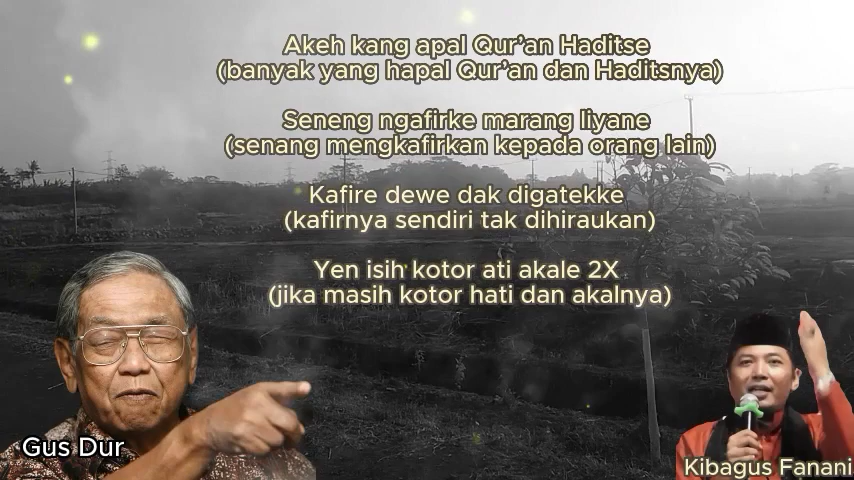 Akeh kang apal Qur'an Haditse
(banyak yang hapal Qur'an dan Haditsnya)
Seneng ngafirke marang liyane
(senang mengkafirkan kepada orang lain)
Kafire dewe dak digatekke
(kafirnya sendiri tak dihiraukan)
Yen isih kotor ati akale 2X
(jika masih kotor hati dan akalnya)
Gus Dur
Kibagus Fanani